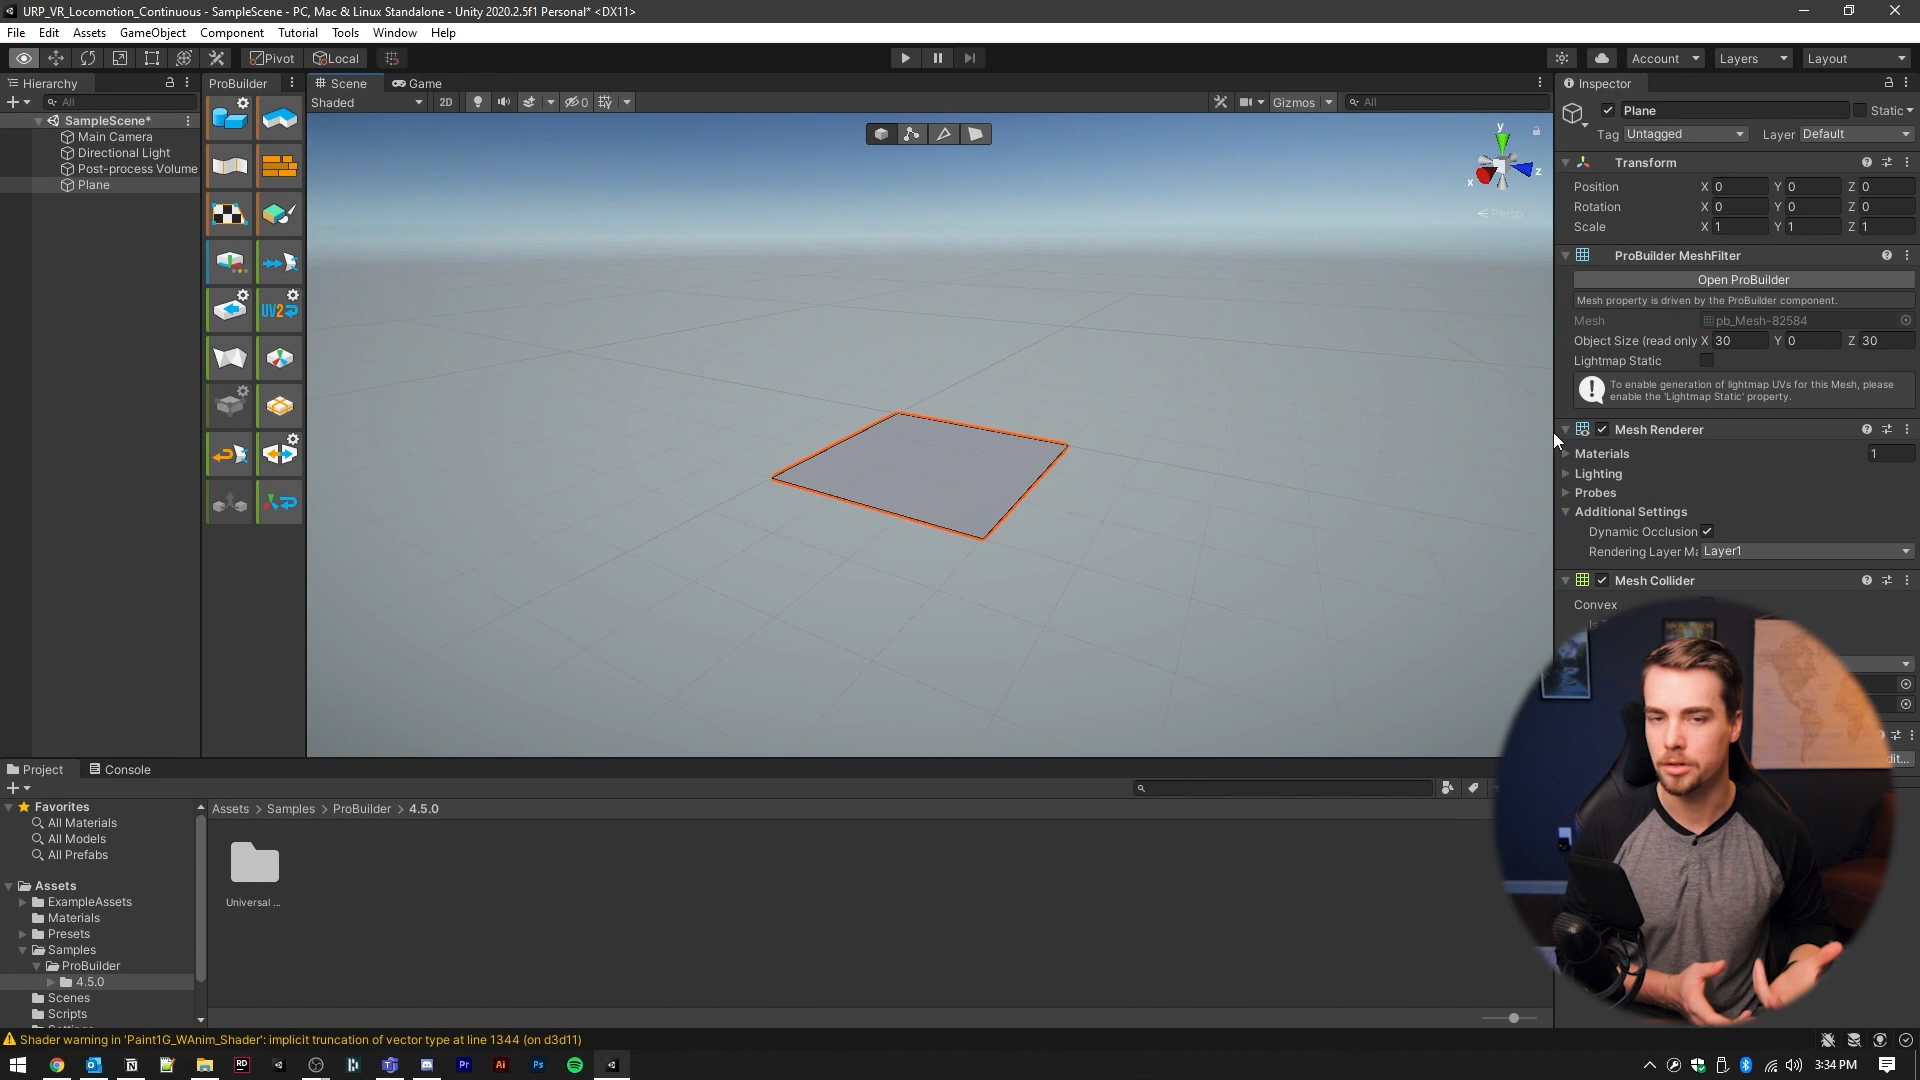 URP_VR_Locomotion_Continuous - SampleScene - PC, Mac & Linux Standalone - Unity 2020.2.5f1 Personal* <DX11>
File Edit Assets GameObject Component Tutorial Tools Window Help
Pivot Local Account Layers Layout
Hierarchy ProBuilder Scene Game Inspector
All Shaded 2D 0 Gizmos All
Plane Static
SampleScene*
Main Camera
Directional Light
Post-process Volume
Plane
UV2
y
x z
Persp
Tag Untagged Layer Default
Transform
Position X 0 Y 0 Z 0
Rotation X 0 Y 0 Z 0
Scale X 1 Y 1 Z 1
ProBuilder MeshFilter
Open ProBuilder
Mesh property is driven by the ProBuilder component.
Mesh pb_Mesh-82584
Object Size (read only X 30 Y 0 Z 30
Lightmap Static
To enable generation of lightmap UVs for this Mesh, please
enable the 'Lightmap Static' property.
Mesh Renderer
Materials 1
Lighting
Probes
Additional Settings
Dynamic Occlusion
Rendering Layer Ma Layer1
Mesh Collider
Convex
Project Console
Favorites
All Materials
All Models
All Prefabs
Assets
ExampleAssets
Materials
Presets
Samples
ProBuilder
4.5.0
Scenes
Scripts
Assets > Samples > ProBuilder > 4.5.0
Universal ...
Shader warning in 'Paint1G_WAnim_Shader': implicit truncation of vector type at line 1344 (on d3d11)
RD Pr Ai Ps
3:34 PM